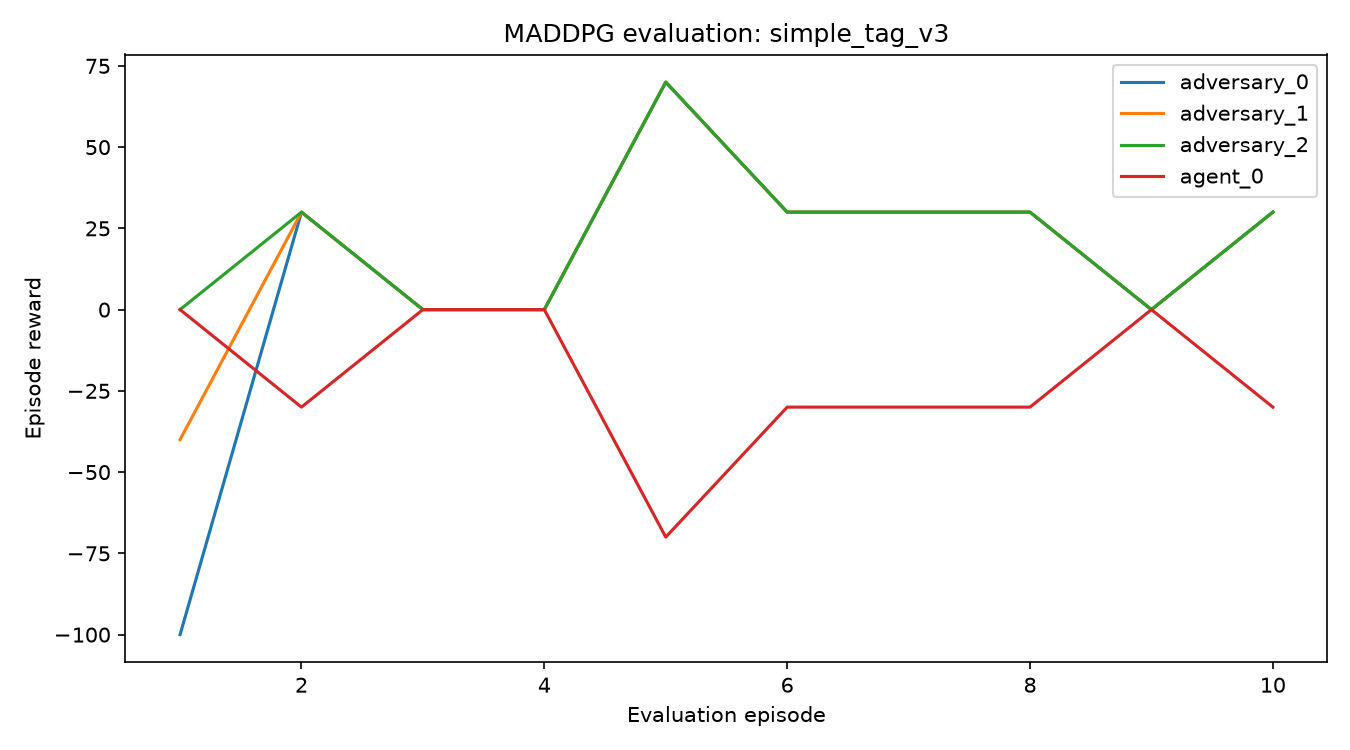 MADDPG evaluation: simple_tag_v3
75
50
25
0
−25
−50
−75
−100
Episode reward
2
4
6
8
10
Evaluation episode
adversary_0
adversary_1
adversary_2
agent_0